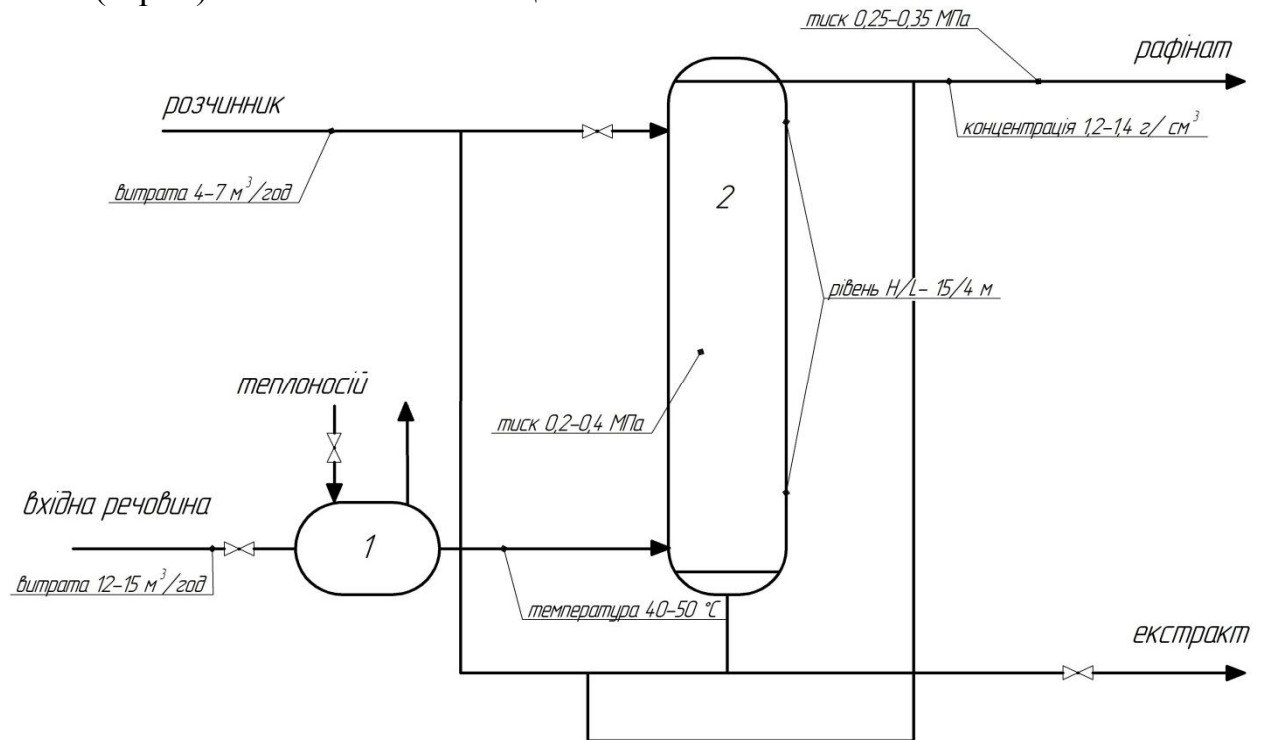 тиск 0,25–0,35 МПа
рафінат
розчинник
концентрація 1,2–1,4 г/ см³
витрата 4–7 м³/год
2
рівень H/L– 15/4 м
теплоносій
тиск 0,2–0,4 МПа
вхідна речовина
1
витрата 12–15 м³/год
температура 40–50 °С
екстракт